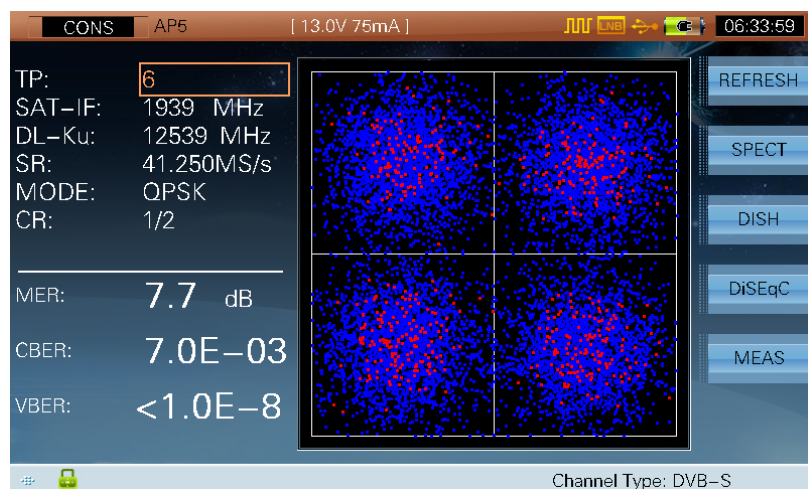 CONS AP5 [ 13.0V 75mA ] LNB 06:33:59
TP: 6
SAT-IF: 1939 MHz
DL-Ku: 12539 MHz
SR: 41.250MS/s
MODE: QPSK
CR: 1/2
MER: 7.7 dB
CBER: 7.0E-03
VBER: <1.0E-8
REFRESH
SPECT
DISH
DiSEqC
MEAS
Channel Type: DVB-S